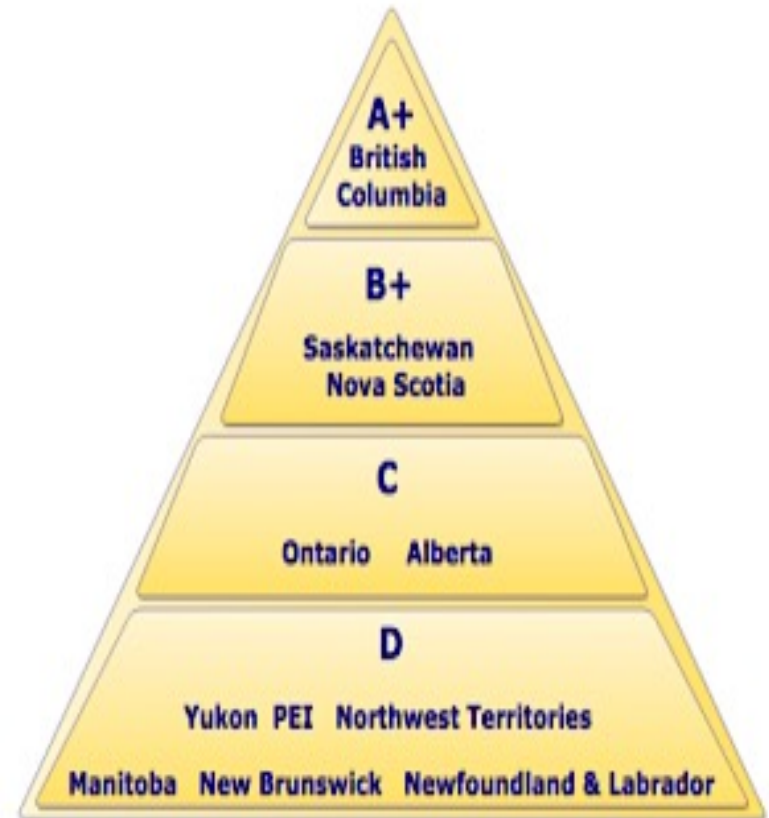 A+
British
Columbia
B+
Saskatchewan
Nova Scotia
C
Ontario Alberta
D
Yukon PEI Northwest Territories
Manitoba New Brunswick Newfoundland & Labrador